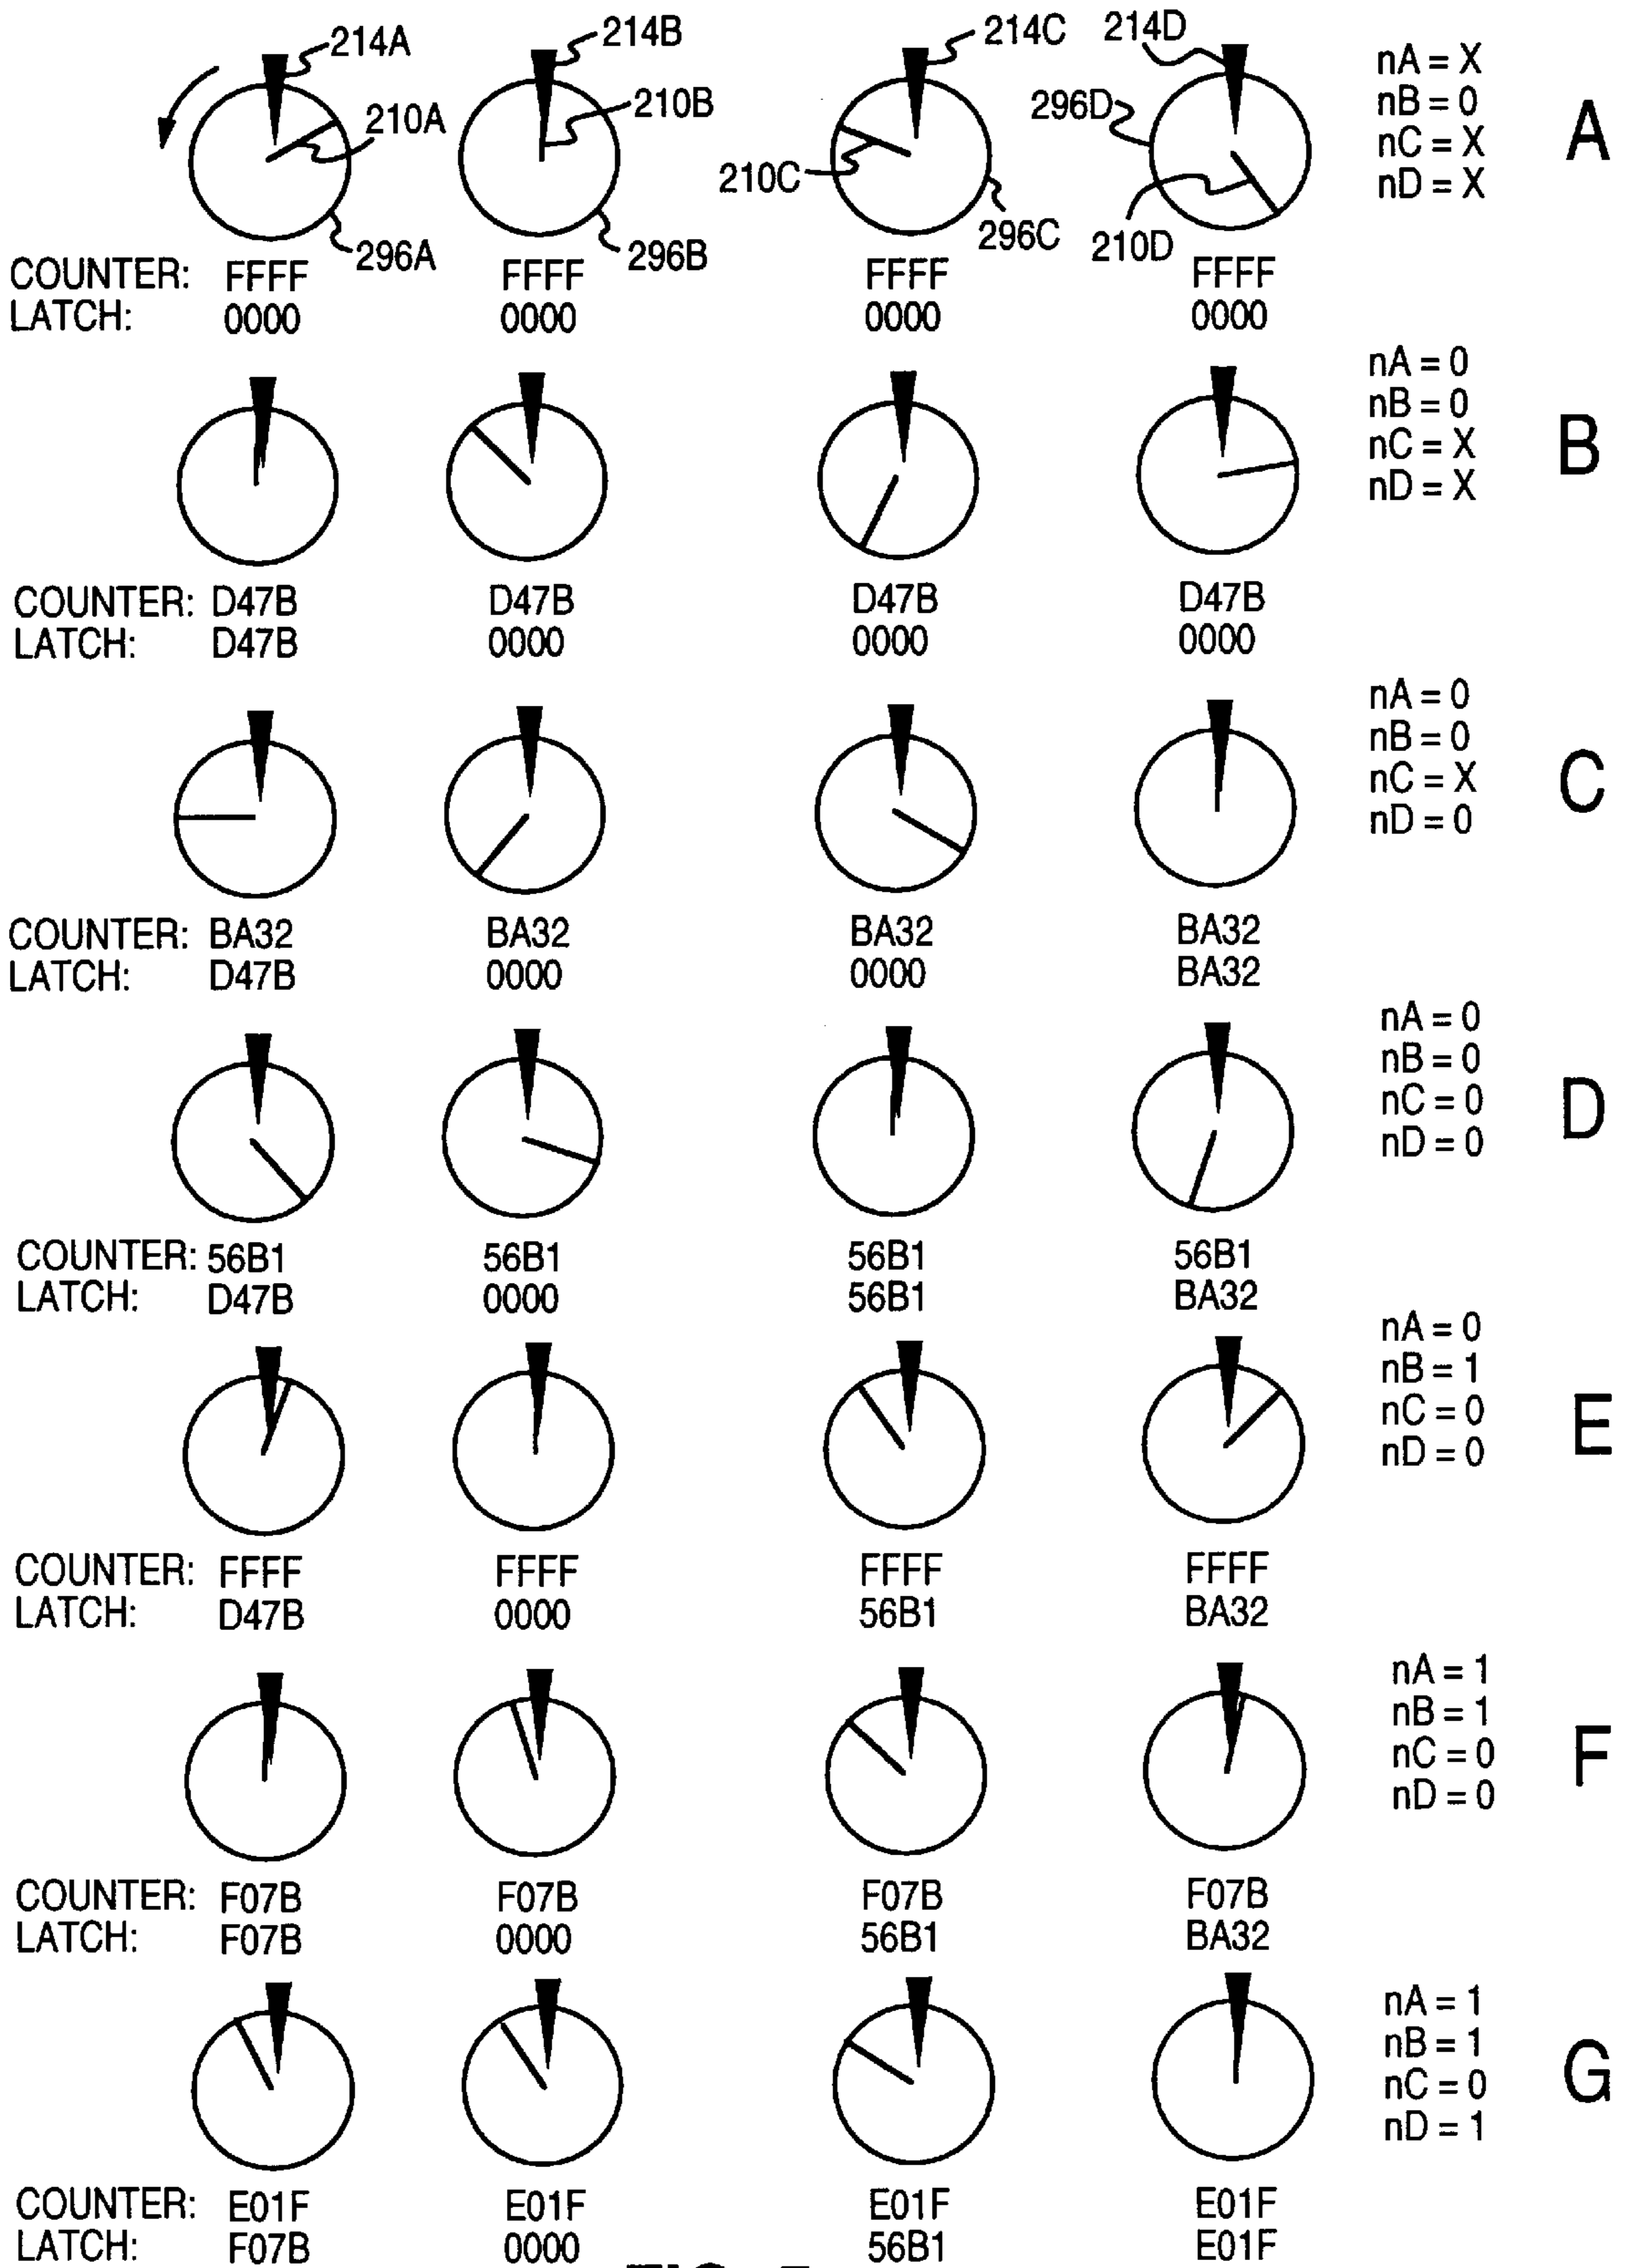 214A 214B 214C 214D
nA = X
nB = 0
nC = X
nD = X
A
210A 210B 210C 296D
296A 296B 296C 210D
COUNTER: FFFF FFFF FFFF FFFF
LATCH: 0000 0000 0000 0000
nA = 0
nB = 0
nC = X
nD = X
B
COUNTER: D47B D47B D47B D47B
LATCH: D47B 0000 0000 0000
nA = 0
nB = 0
nC = X
nD = 0
C
COUNTER: BA32 BA32 BA32 BA32
LATCH: D47B 0000 0000 BA32
nA = 0
nB = 0
nC = 0
nD = 0
D
COUNTER: 56B1 56B1 56B1 56B1
LATCH: D47B 0000 56B1 BA32
nA = 0
nB = 1
nC = 0
nD = 0
E
COUNTER: FFFF FFFF FFFF FFFF
LATCH: D47B 0000 56B1 BA32
nA = 1
nB = 1
nC = 0
nD = 0
F
COUNTER: F07B F07B F07B F07B
LATCH: F07B 0000 56B1 BA32
nA = 1
nB = 1
nC = 0
nD = 1
G
COUNTER: E01F E01F E01F E01F
LATCH: F07B 0000 56B1 E01F